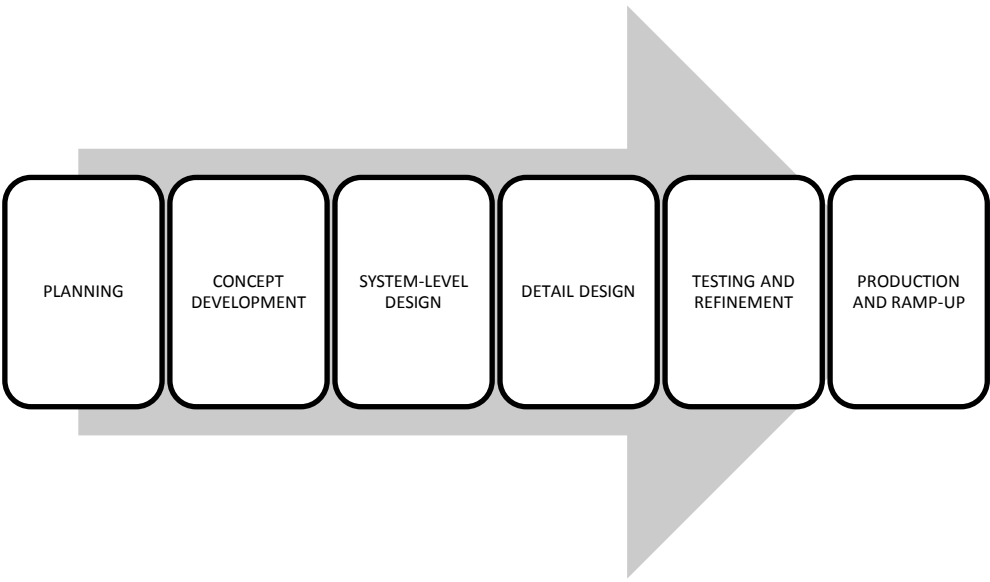 PLANNING
CONCEPT
DEVELOPMENT
SYSTEM-LEVEL
DESIGN
DETAIL DESIGN
TESTING AND
REFINEMENT
PRODUCTION
AND RAMP-UP